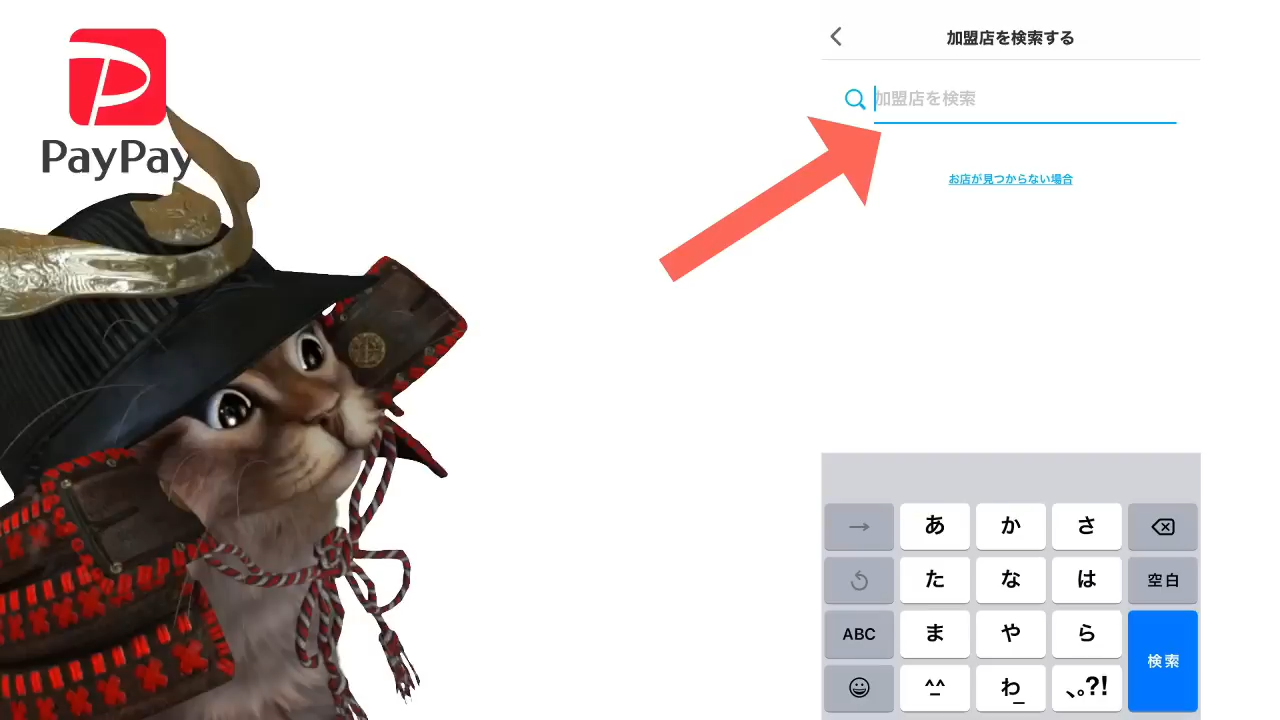 PayPay
加盟店を検索する
加盟店を検索
お店が見つからない場合
→ あ か さ
た な は 空白
ABC ま や ら 検索
^_^ わ_ 、。?!